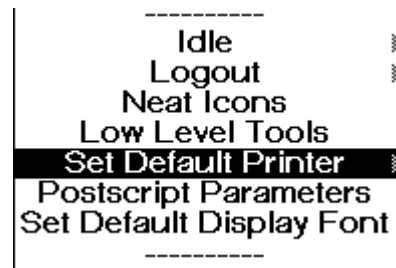 ----------
Idle
Logout
Neat Icons
Low Level Tools
Set Default Printer
Postscript Parameters
Set Default Display Font
----------